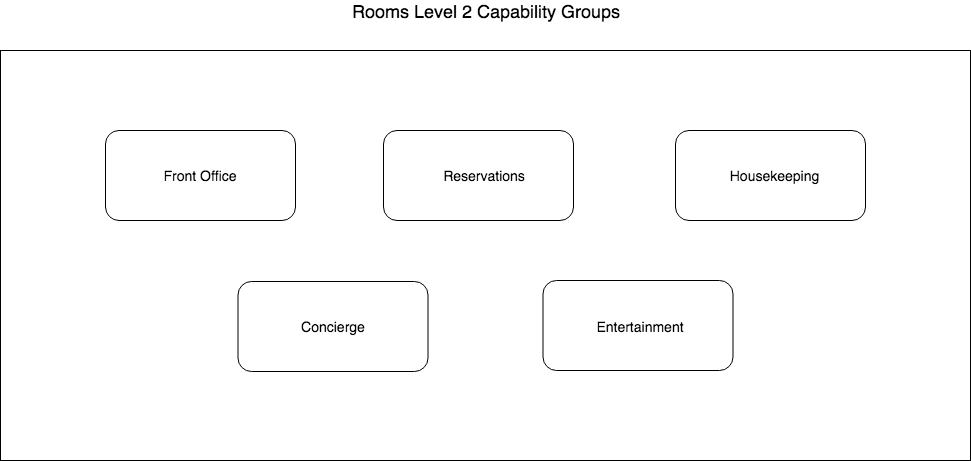 Rooms Level 2 Capability Groups
Front Office
Reservations
Housekeeping
Concierge
Entertainment